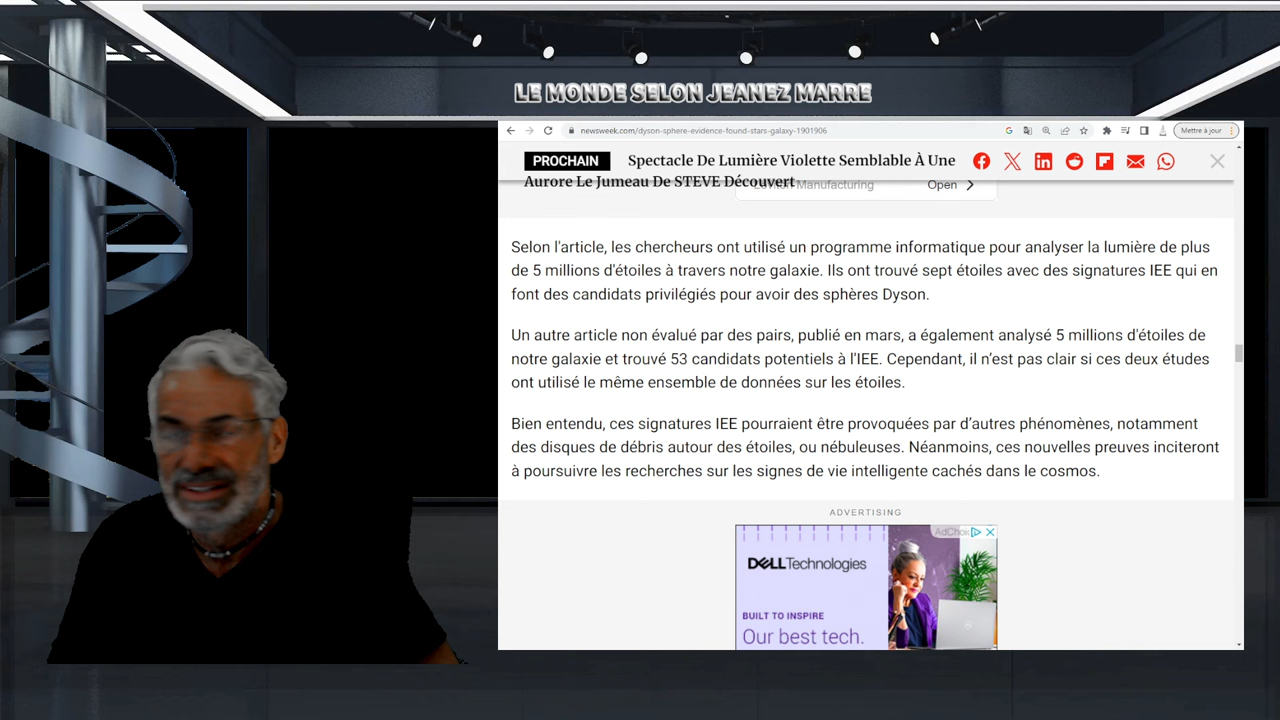 LE MONDE SELON JEANEZ MARRE
newsweek.com/dyson-sphere-evidence-found-stars-galaxy-1901906
Mettre à jour
PROCHAIN Spectacle De Lumière Violette Semblable À Une
Aurore Le Jumeau De STEVE Découvert
Manufacturing Open
Selon l'article, les chercheurs ont utilisé un programme informatique pour analyser la lumière de plus
de 5 millions d'étoiles à travers notre galaxie. Ils ont trouvé sept étoiles avec des signatures IEE qui en
font des candidats privilégiés pour avoir des sphères Dyson.
Un autre article non évalué par des pairs, publié en mars, a également analysé 5 millions d'étoiles de
notre galaxie et trouvé 53 candidats potentiels à l'IEE. Cependant, il n’est pas clair si ces deux études
ont utilisé le même ensemble de données sur les étoiles.
Bien entendu, ces signatures IEE pourraient être provoquées par d’autres phénomènes, notamment
des disques de débris autour des étoiles, ou nébuleuses. Néanmoins, ces nouvelles preuves inciteront
à poursuivre les recherches sur les signes de vie intelligente cachés dans le cosmos.
ADVERTISING
DELL Technologies
BUILT TO INSPIRE
Our best tech.